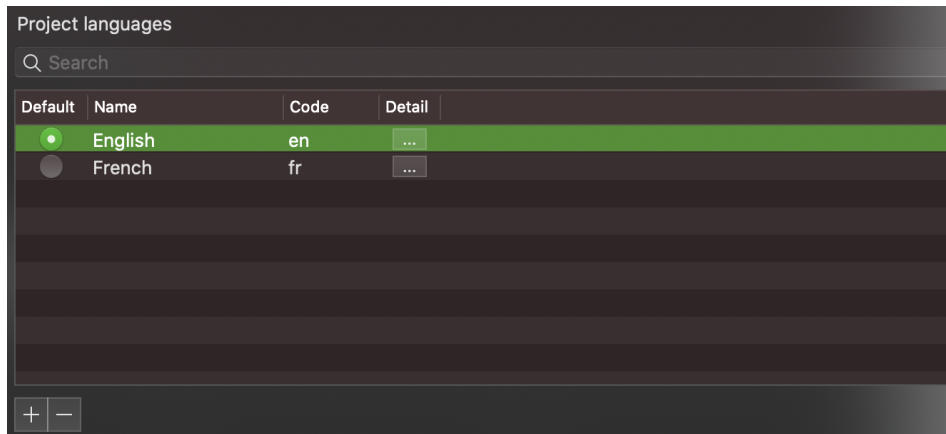 Project languages
Search
Default Name Code Detail
English en ...
French fr ...
+ −